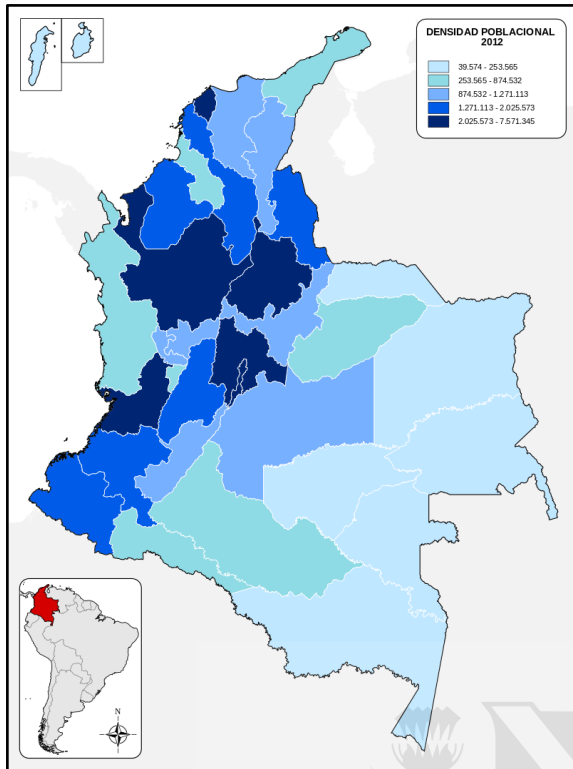 DENSIDAD POBLACIONAL
2012
39.574 - 253.565
253.565 - 874.532
874.532 - 1.271.113
1.271.113 - 2.025.573
2.025.573 - 7.571.345
N